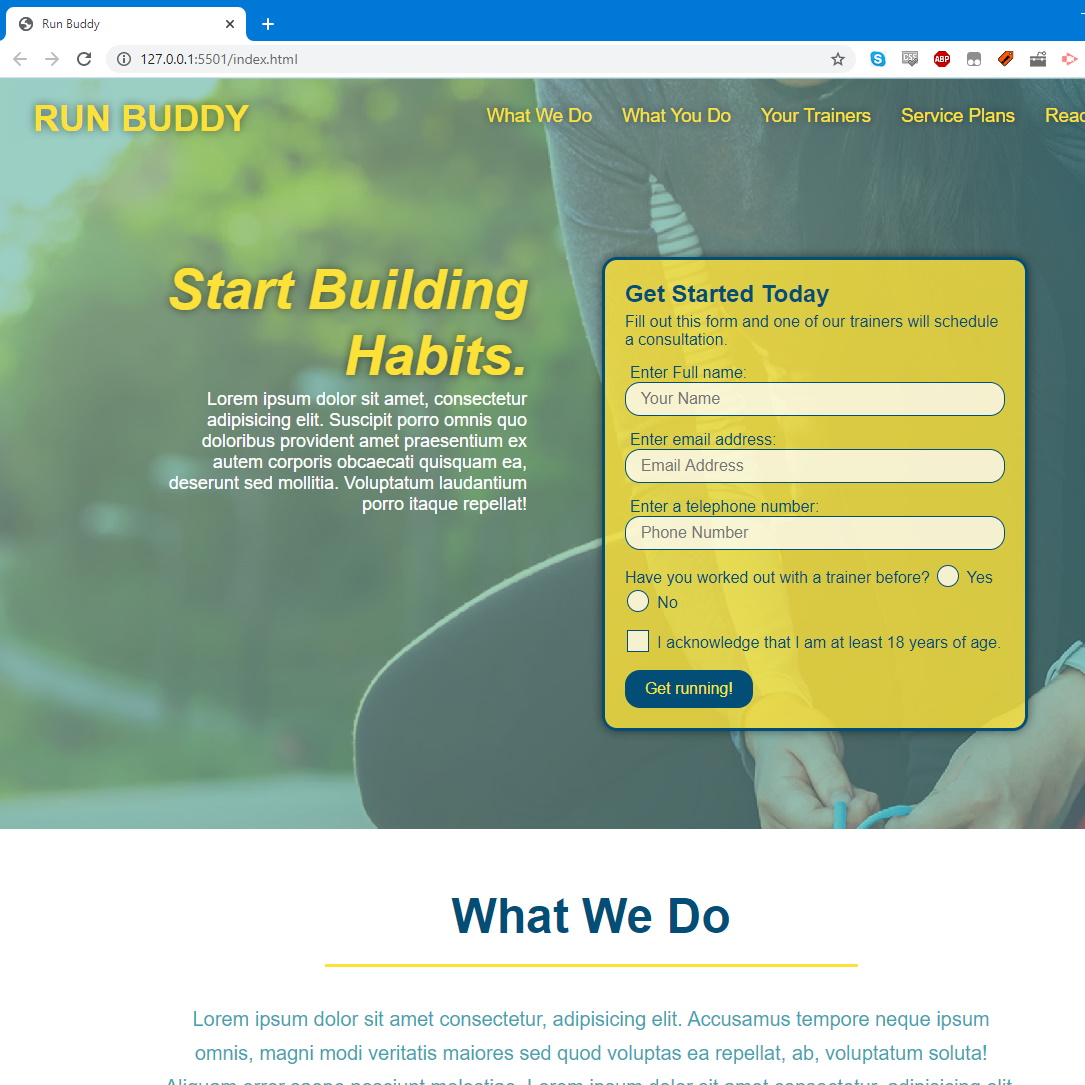 Run Buddy
127.0.0.1:5501/index.html
CSS
ABP
RUN BUDDY
What We Do What You Do Your Trainers Service Plans
Start Building
Habits.
Lorem ipsum dolor sit amet, consectetur
adipisicing elit. Suscipit porro omnis quo
doloribus provident amet praesentium ex
autem corporis obcaecati quisquam ea,
deserunt sed mollitia. Voluptatum laudantium
porro itaque repellat!
Get Started Today
Fill out this form and one of our trainers will schedule
a consultation.
Enter Full name:
Your Name
Enter email address:
Email Address
Enter a telephone number:
Phone Number
Have you worked out with a trainer before? Yes
No
I acknowledge that I am at least 18 years of age.
Get running!
What We Do
Lorem ipsum dolor sit amet consectetur, adipisicing elit. Accusamus tempore neque ipsum
omnis, magni modi veritatis maiores sed quod voluptas ea repellat, ab, voluptatum soluta!